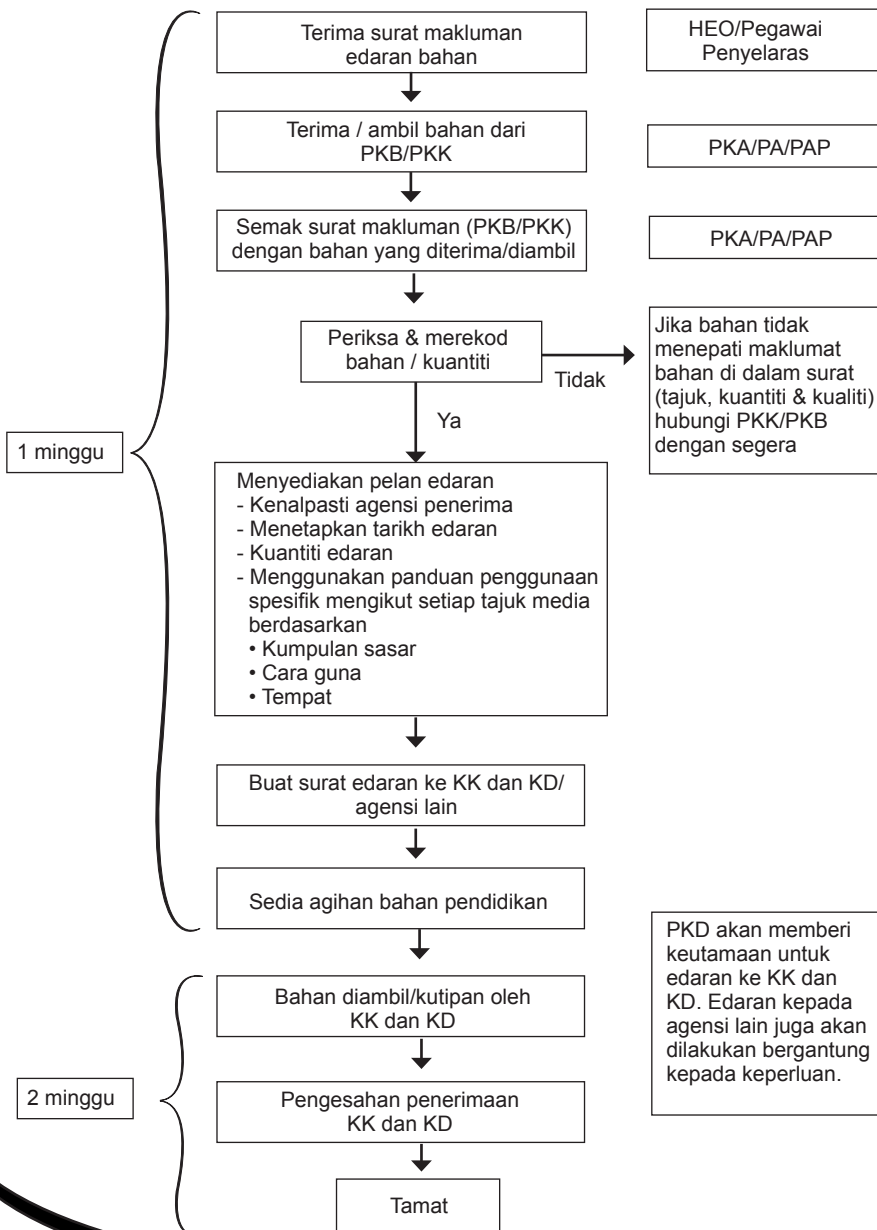 Terima surat makluman
edaran bahan
HEO/Pegawai
Penyelaras
Terima / ambil bahan dari
PKB/PKK
PKA/PA/PAP
Semak surat makluman (PKB/PKK)
dengan bahan yang diterima/diambil
PKA/PA/PAP
Periksa & merekod
bahan / kuantiti
Tidak
Jika bahan tidak
menepati maklumat
bahan di dalam surat
(tajuk, kuantiti & kualiti)
hubungi PKK/PKB
dengan segera
Ya
1 minggu
Menyediakan pelan edaran
- Kenalpasti agensi penerima
- Menetapkan tarikh edaran
- Kuantiti edaran
- Menggunakan panduan penggunaan
spesifik mengikut setiap tajuk media
berdasarkan
• Kumpulan sasar
• Cara guna
• Tempat
Buat surat edaran ke KK dan KD/
agensi lain
Sedia agihan bahan pendidikan
PKD akan memberi
keutamaan untuk
edaran ke KK dan
KD. Edaran kepada
agensi lain juga akan
dilakukan bergantung
kepada keperluan.
Bahan diambil/kutipan oleh
KK dan KD
2 minggu
Pengesahan penerimaan
KK dan KD
Tamat